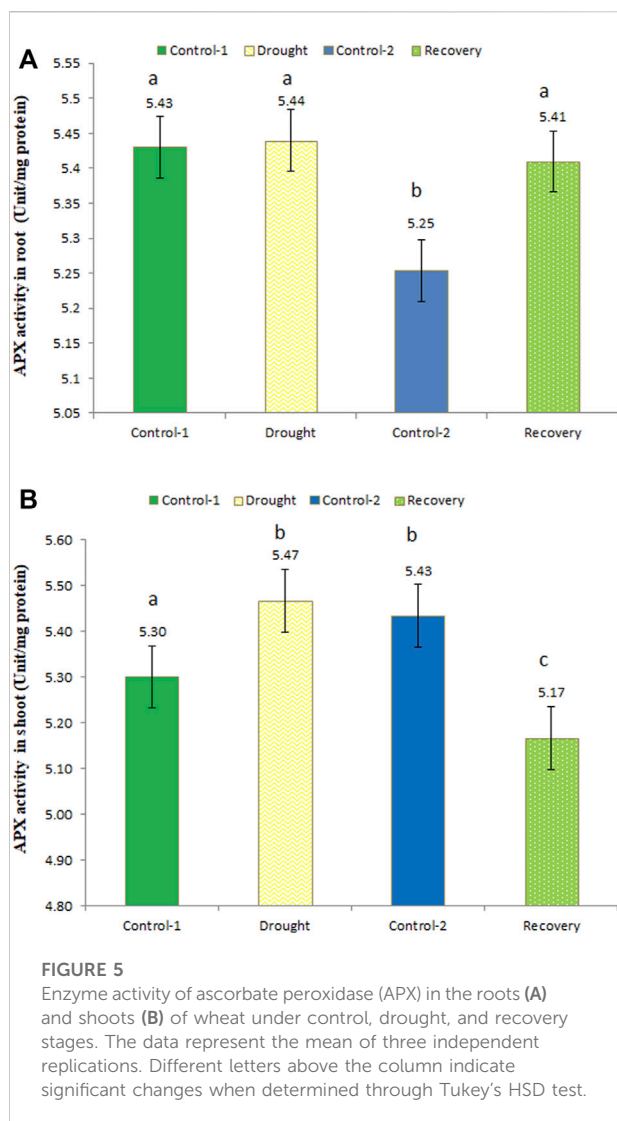 A
Control-1 Drought Control-2 Recovery
APX activity in root (Unit/mg protein)
5.55
5.5
5.45
5.4
5.35
5.3
5.25
5.2
5.15
5.1
5.05
a
5.43
a
5.44
b
5.25
a
5.41
Control-1 Drought Control-2 Recovery
B
Control-1 Drought Control-2 Recovery
APX activity in shoot (Unit/mg protein)
5.60
5.50
5.40
5.30
5.20
5.10
5.00
4.90
4.80
a
5.30
b
5.47
b
5.43
c
5.17
Control-1 Drought Control-2 Recovery
FIGURE 5
Enzyme activity of ascorbate peroxidase (APX) in the roots (A)
and shoots (B) of wheat under control, drought, and recovery
stages. The data represent the mean of three independent
replications. Different letters above the column indicate
significant changes when determined through Tukey's HSD test.